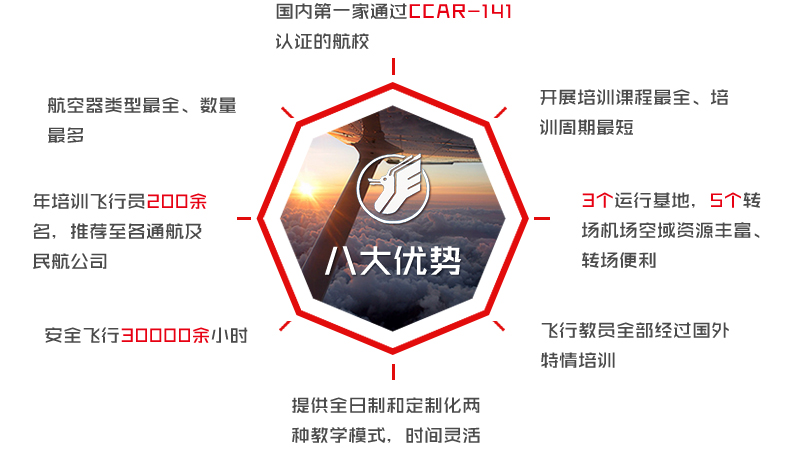 国内第一家通过CCAR-141
认证的航校
航空器类型最全、数量
最多
开展培训课程最全、培
训周期最短
年培训飞行员200余
名，推荐至各通航及
民航公司
3个运行基地，5个转
场机场空域资源丰富、
转场便利
八大优势
安全飞行30000余小时
飞行教员全部经过国外
特情培训
提供全日制和定制化两
种教学模式，时间灵活